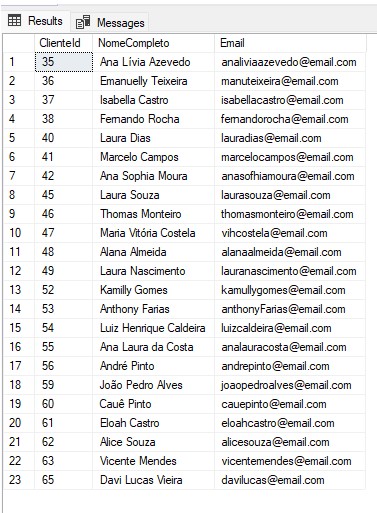 Results Messages
ClienteId NomeCompleto Email
1 35 Ana Lívia Azevedo analiviaazevedo@email.com
2 36 Emanuelly Teixeira manuteixeira@email.com
3 37 Isabella Castro isabellacastro@email.com
4 38 Fernando Rocha fernandorocha@email.com
5 40 Laura Dias lauradias@email.com
6 41 Marcelo Campos marcelocampos@email.com
7 42 Ana Sophia Moura anasofhiamoura@email.com
8 45 Laura Souza laurasouza@email.com
9 46 Thomas Monteiro thomasmonteiro@email.com
10 47 Maria Vitória Costela vihcostela@email.com
11 48 Alana Almeida alanaalmeida@email.com
12 49 Laura Nascimento lauranascimento@email.com
13 52 Kamilly Gomes kamullygomes@email.com
14 53 Anthony Farias anthonyFarias@email.com
15 54 Luiz Henrique Caldeira luizcaldeira@email.com
16 55 Ana Laura da Costa analauracosta@email.com
17 56 André Pinto andrepinto@email.com
18 59 João Pedro Alves joaopedroalves@email.com
19 60 Cauê Pinto cauepinto@email.com
20 61 Eloah Castro eloahcastro@email.com
21 62 Alice Souza alicesouza@email.com
22 63 Vicente Mendes vicentemendes@email.com
23 65 Davi Lucas Vieira davilucas@email.com